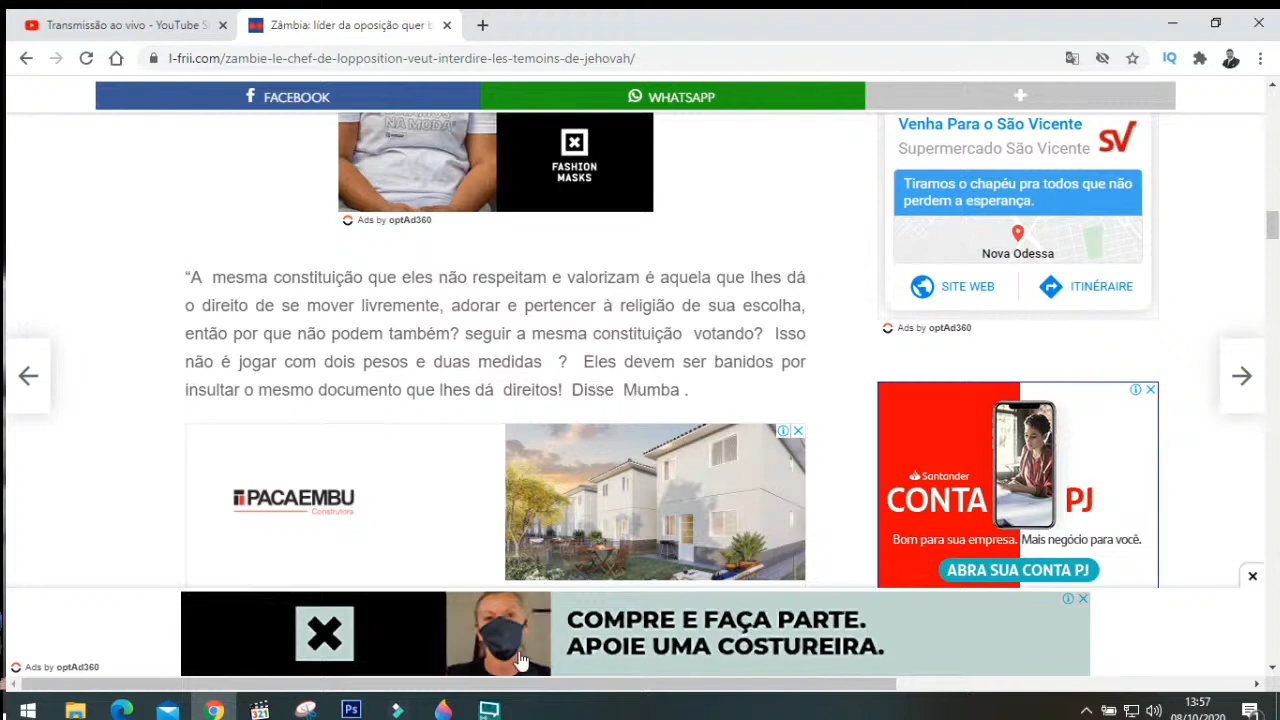 Transmissão ao vivo - YouTube S
Zâmbia: líder da oposição quer b
l-frii.com/zambie-le-chef-de-lopposition-veut-interdire-les-temoins-de-jehovah/
IQ
FACEBOOK
WHATSAPP
NA MODA
FASHION
MASKS
Ads by optAd360
Venha Para o São Vicente
Supermercado São Vicente
SV
Tiramos o chapéu pra todos que não
perdem a esperança.
Nova Odessa
SITE WEB
ITINÉRAIRE
Ads by optAd360
“A mesma constituição que eles não respeitam e valorizam é aquela que lhes dá
o direito de se mover livremente, adorar e pertencer à religião de sua escolha,
então por que não podem também? seguir a mesma constituição votando? Isso
não é jogar com dois pesos e duas medidas ? Eles devem ser banidos por
insultar o mesmo documento que lhes dá direitos! Disse Mumba .
PACAEMBU
Construtora
Santander
CONTA PJ
Bom para sua empresa. Mais negócio para você.
ABRA SUA CONTA PJ
COMPRE E FAÇA PARTE.
APOIE UMA COSTUREIRA.
Ads by optAd360
321
Ps
13:57
08/10/2020